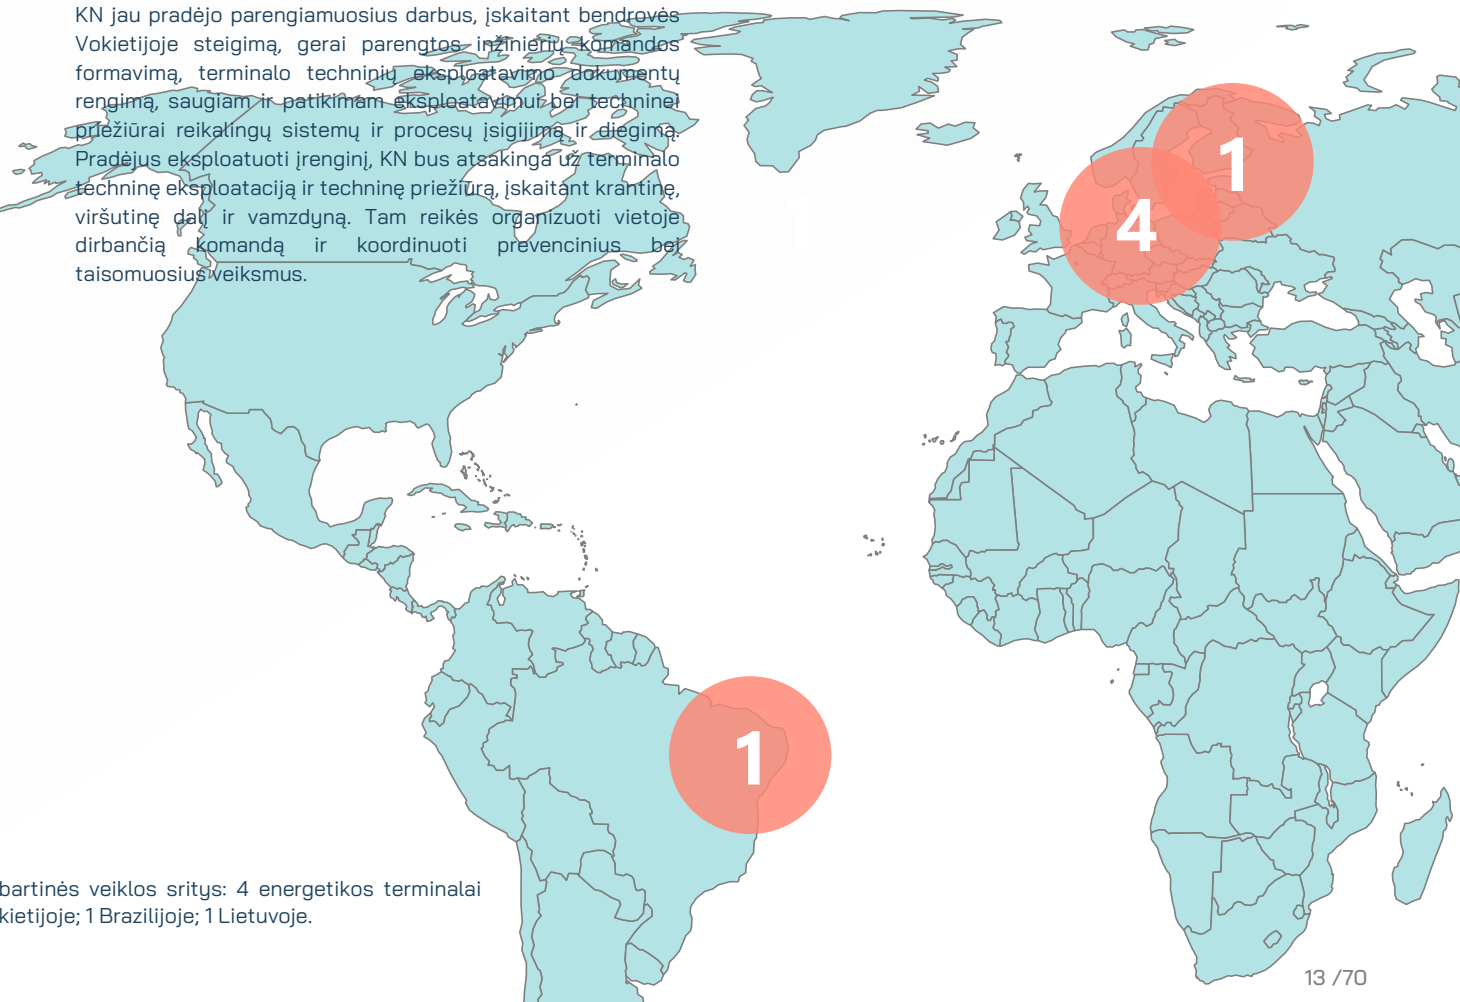 KN jau pradėjo parengiamuosius darbus, įskaitant bendrovės
Vokietijoje steigimą, gerai parengtos inžinierių komandos
formavimą, terminalo techninių eksploatavimo dokumentų
rengimą, saugiam ir patikimam eksploatavimui bei techninei
priežiūrai reikalingų sistemų ir procesų įsigijimą ir diegimą.
Pradėjus eksploatuoti įrenginį, KN bus atsakinga už terminalo
techninę eksploataciją ir techninę priežiūrą, įskaitant krantinę,
viršutinę dalį ir vamzdyną. Tam reikės organizuoti vietoje
dirbančią komandą ir koordinuoti prevencinius bei
taisomuosius veiksmus.
1
1
4
1
bartinės veiklos sritys: 4 energetikos terminalai
kietijoje; 1 Brazilijoje; 1 Lietuvoje.
13 /70